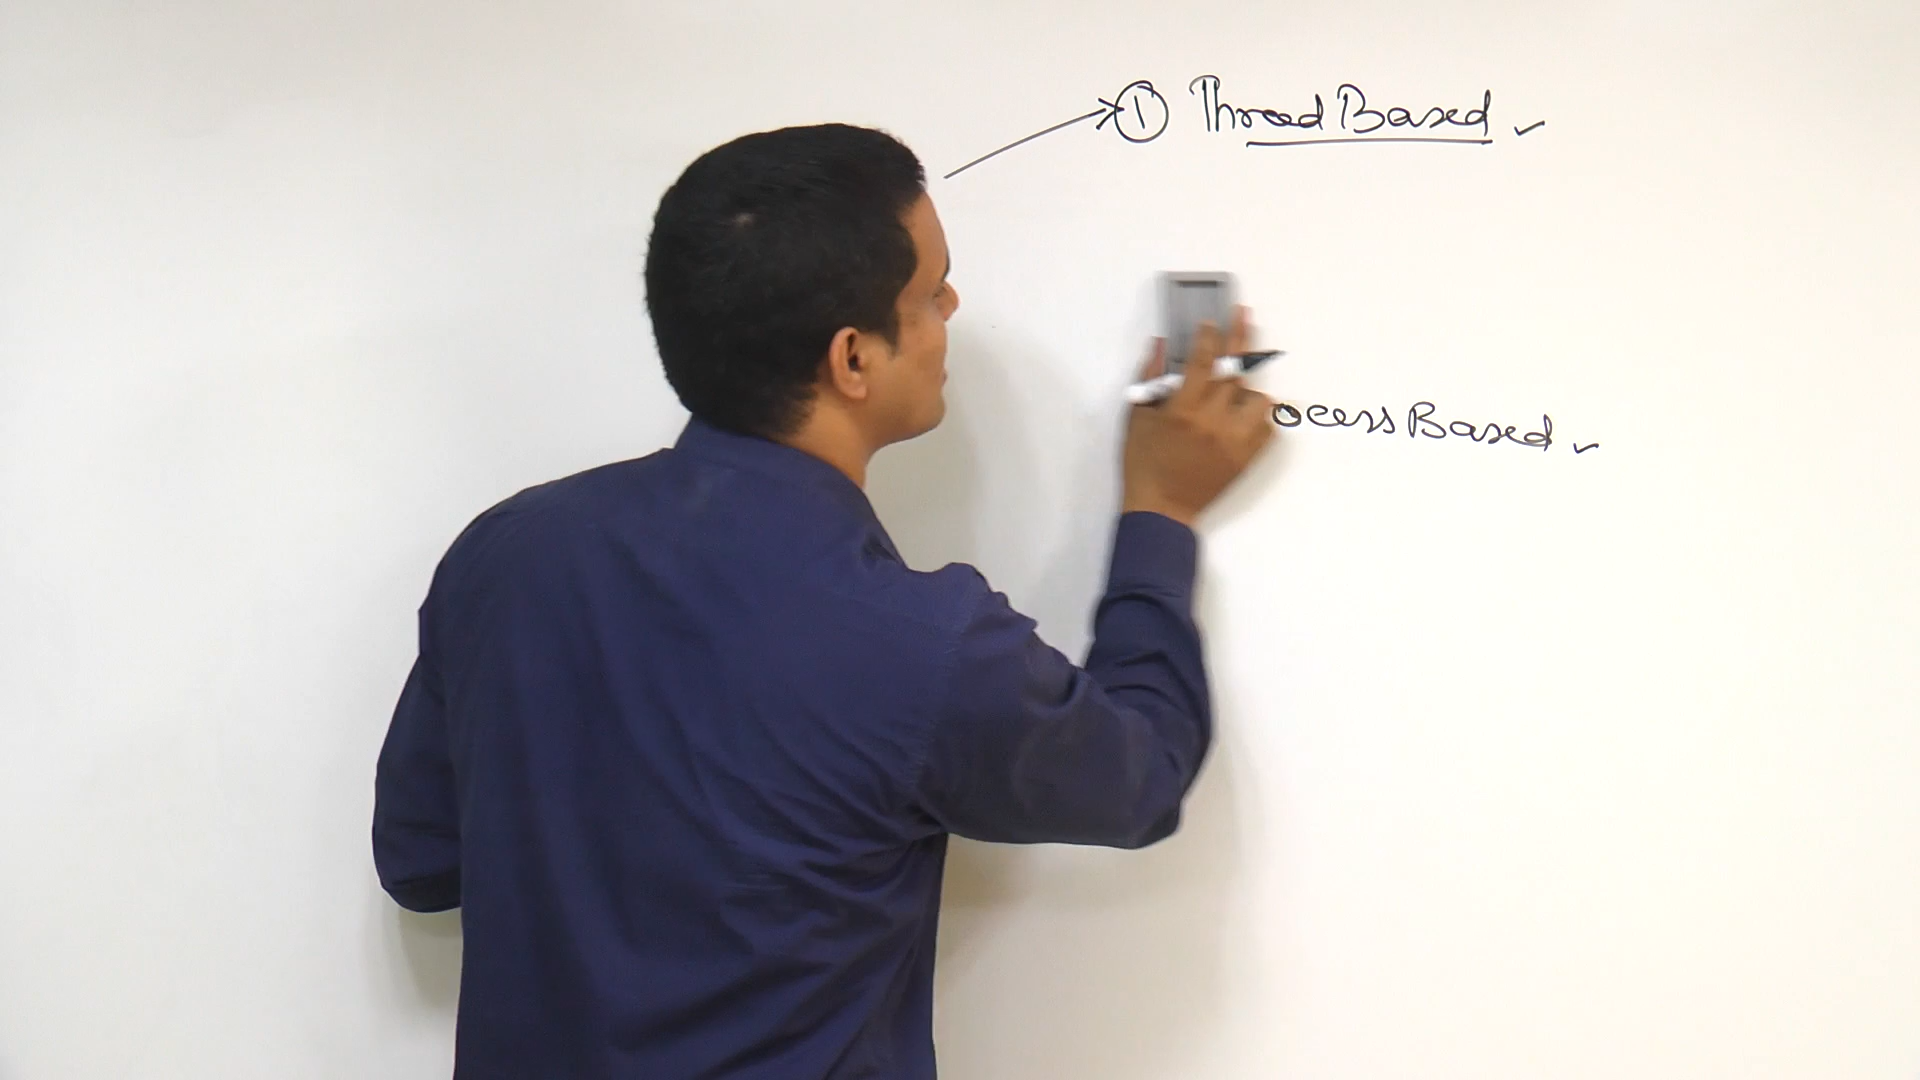 ① Thread Based ✓
ocess Based ✓